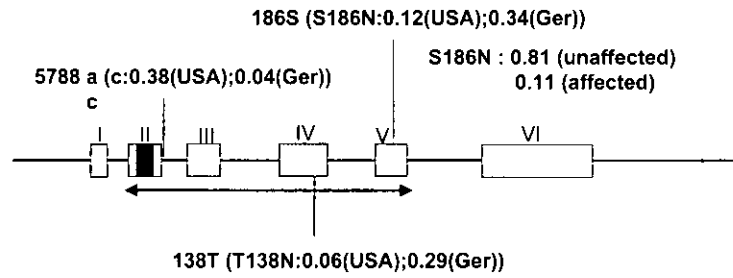 186S (S186N:0.12(USA);0.34(Ger))
S186N : 0.81 (unaffected)
0.11 (affected)
5788 a (c:0.38(USA);0.04(Ger))
c
I II III IV V VI
138T (T138N:0.06(USA);0.29(Ger))